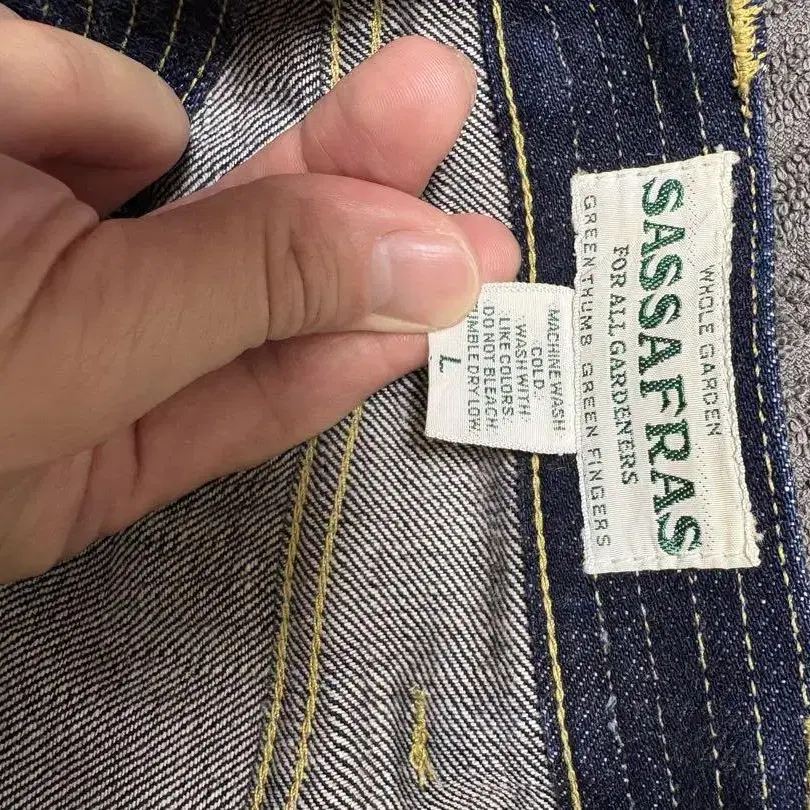 WHOLE GARDEN
SASSAFRAS
FOR ALL GARDENERS
GREEN THUMB GREEN FINGERS
MACHINE WASH
COLD.
WASH WITH
LIKE COLORS.
DO NOT BLEACH
TUMBLE DRY LOW
L